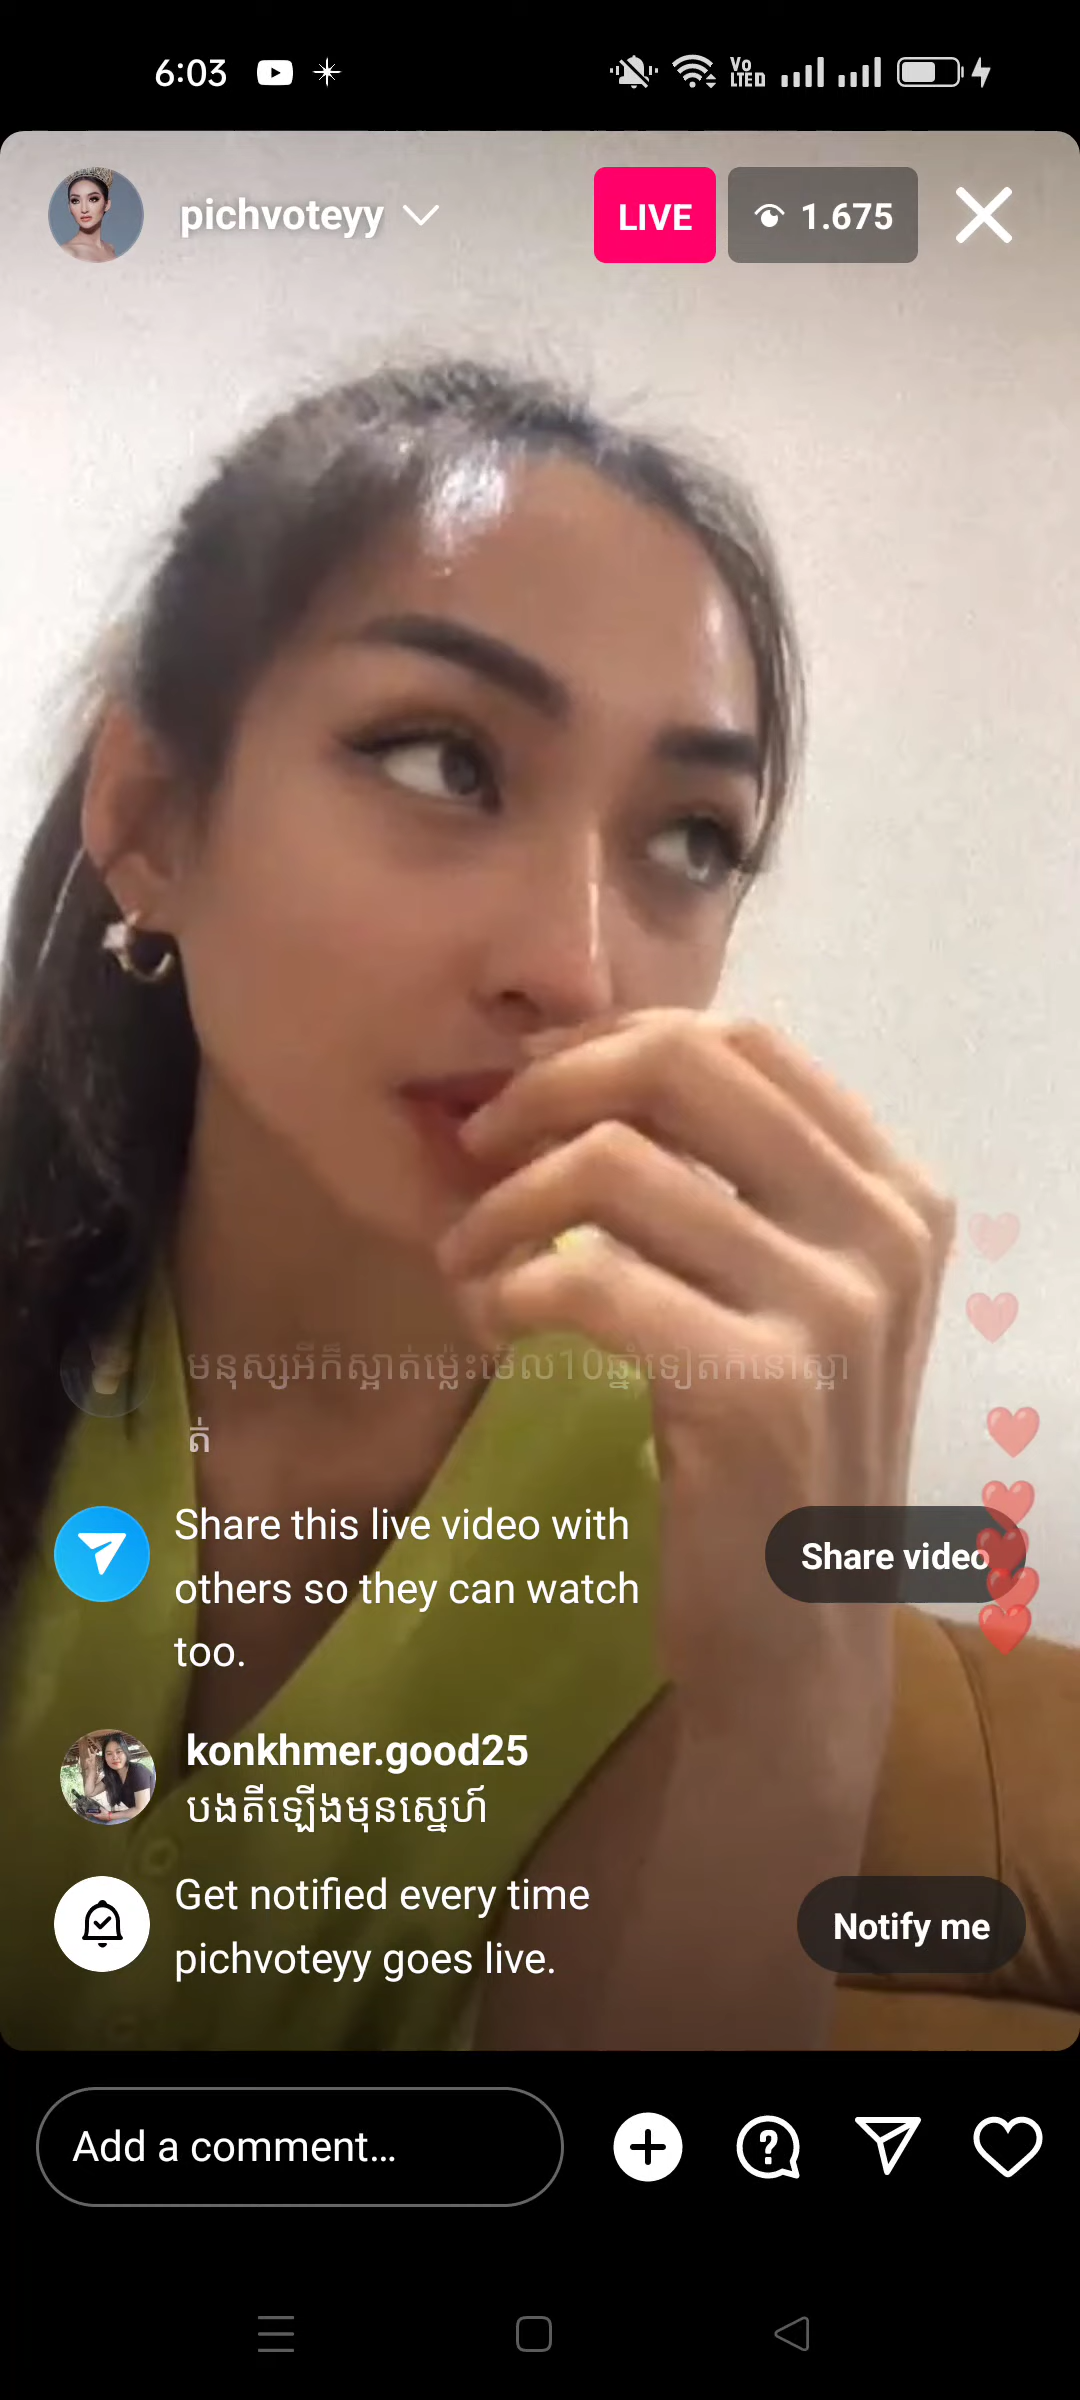 6:03
Vo
LTED
pichvoteyy
LIVE
1.675
មនុស្សអីក៏ស្អាត់ម្ល៉េះមើល10ឆ្នាំទៀតក៏នៅស្អា
ត់
Share this live video with
others so they can watch
too.
Share video
konkhmer.good25
បងតីឡើងមុនស្នេហ៍
Get notified every time
pichvoteyy goes live.
Notify me
Add a comment...